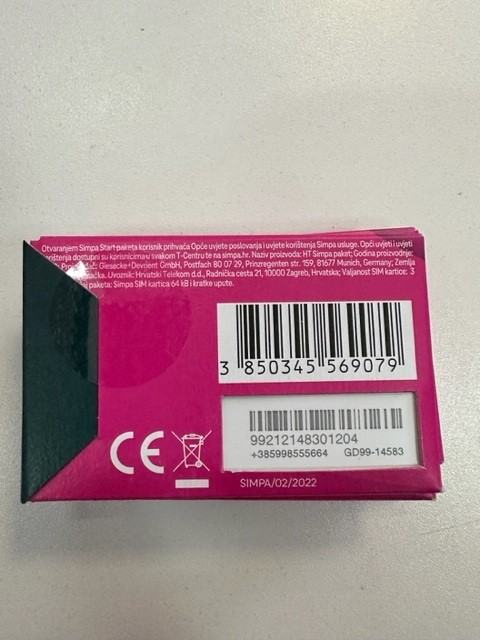 Otvaranjem Simpa Start paketa korisnik prihvaća Opće uvjete poslovanja i uvjete korištenja Simpa usluge. Opći uvjeti i uvjeti
korištenja dostupni su korisnicima u svakom T-Centru te na simpa.hr. Naziv proizvoda: HT Simpa paket; Godina proizvodnje:
Giesecke+Devrient GmbH, Postfach 80 07 29, Prinzregenten str. 159, 81677 Munich, Germany; Zemlja
Uvoznik: Hrvatski Telekom d.d., Radnička cesta 21, 10000 Zagreb, Hrvatska; Valjanost SIM kartice: 3
paketa: Simpa SIM kartica 64 kB i kratke upute.
3 850345 569079
99212148301204
+385998555664 GD99-14583
CE
SIMPA/02/2022